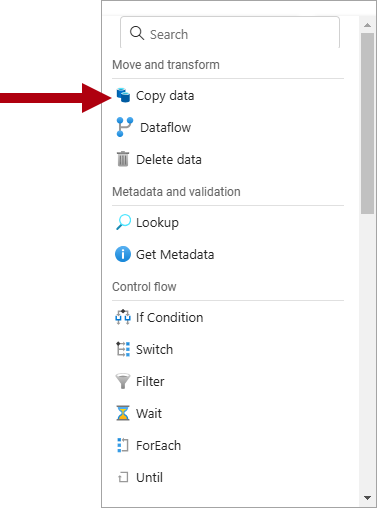 Search
Move and transform
Copy data
Dataflow
Delete data
Metadata and validation
Lookup
Get Metadata
Control flow
If Condition
Switch
Filter
Wait
ForEach
Until